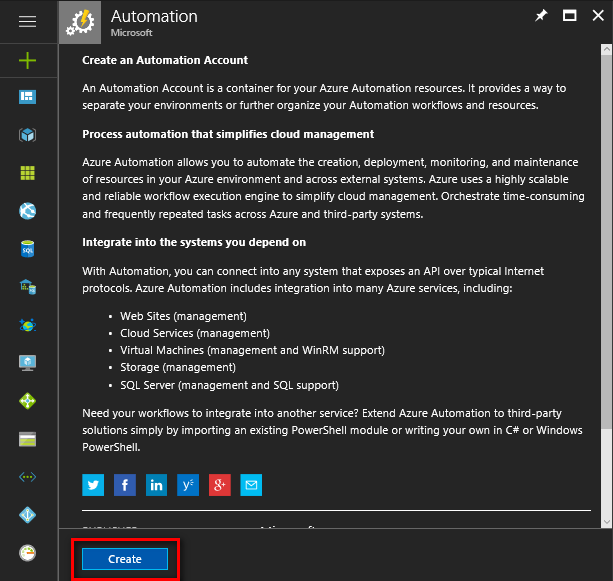 Automation
Microsoft
Create an Automation Account
An Automation Account is a container for your Azure Automation resources. It provides a way to
separate your environments or further organize your Automation workflows and resources.
Process automation that simplifies cloud management
Azure Automation allows you to automate the creation, deployment, monitoring, and maintenance
of resources in your Azure environment and across external systems. Azure uses a highly scalable
and reliable workflow execution engine to simplify cloud management. Orchestrate time-consuming
and frequently repeated tasks across Azure and third-party systems.
Integrate into the systems you depend on
With Automation, you can connect into any system that exposes an API over typical Internet
protocols. Azure Automation includes integration into many Azure services, including:
• Web Sites (management)
• Cloud Services (management)
• Virtual Machines (management and WinRM support)
• Storage (management)
• SQL Server (management and SQL support)
Need your workflows to integrate into another service? Extend Azure Automation to third-party
solutions simply by importing an existing PowerShell module or writing your own in C# or Windows
PowerShell.
Create